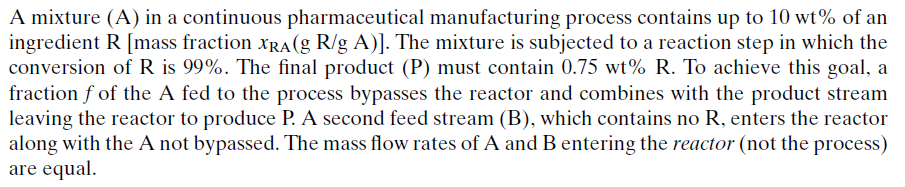 A mixture (A) in a continuous pharmaceutical manufacturing process contains up to 10 wt% of an
ingredient R [mass fraction xRA(g R/g A)]. The mixture is subjected to a reaction step in which the
conversion of R is 99%. The final product (P) must contain 0.75 wt% R. To achieve this goal, a
fraction f of the A fed to the process bypasses the reactor and combines with the product stream
leaving the reactor to produce P. A second feed stream (B), which contains no R, enters the reactor
along with the A not bypassed. The mass flow rates of A and B entering the reactor (not the process)
are equal.